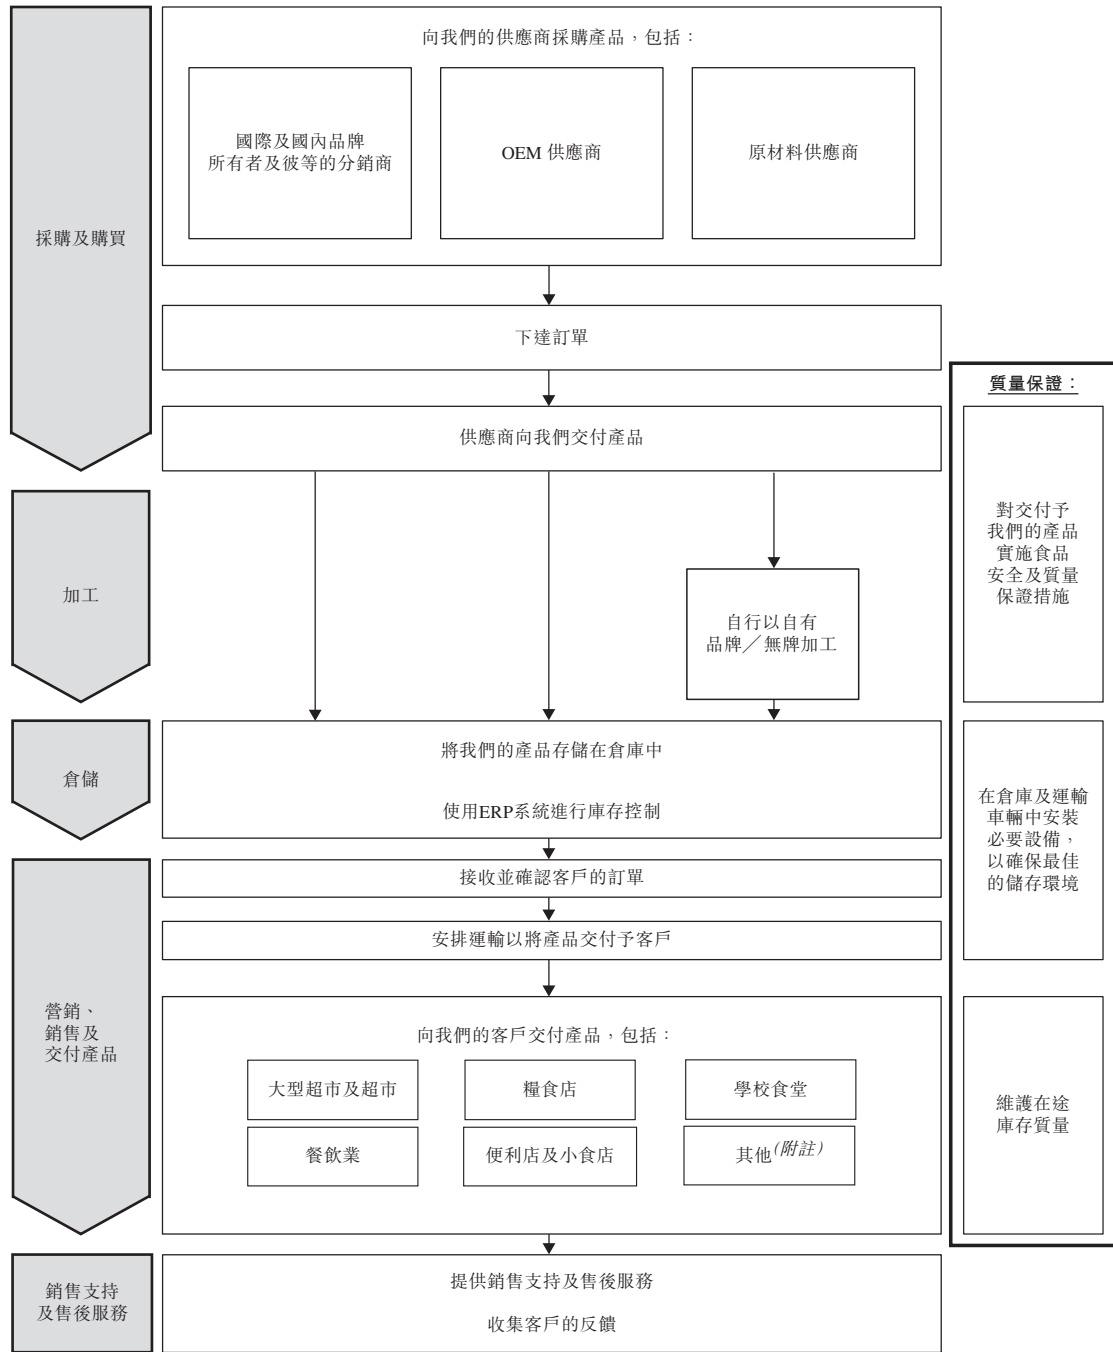 向我們的供應商採購產品，包括：
國際及國內品牌
所有者及彼等的分銷商
OEM 供應商
原材料供應商
採購及購買
下達訂單
供應商向我們交付產品
加工
自行以自有
品牌／無牌加工
倉儲
將我們的產品存儲在倉庫中
使用ERP系統進行庫存控制
接收並確認客戶的訂單
安排運輸以將產品交付予客戶
營銷、
銷售及
交付產品
向我們的客戶交付產品，包括：
大型超市及超市
糧食店
學校食堂
餐飲業
便利店及小食店
其他(附註)
銷售支持
及售後服務
提供銷售支持及售後服務
收集客戶的反饋
質量保證：
對交付予
我們的產品
實施食品
安全及質量
保證措施
在倉庫及運輸
車輛中安裝
必要設備，
以確保最佳
的儲存環境
維護在途
庫存質量